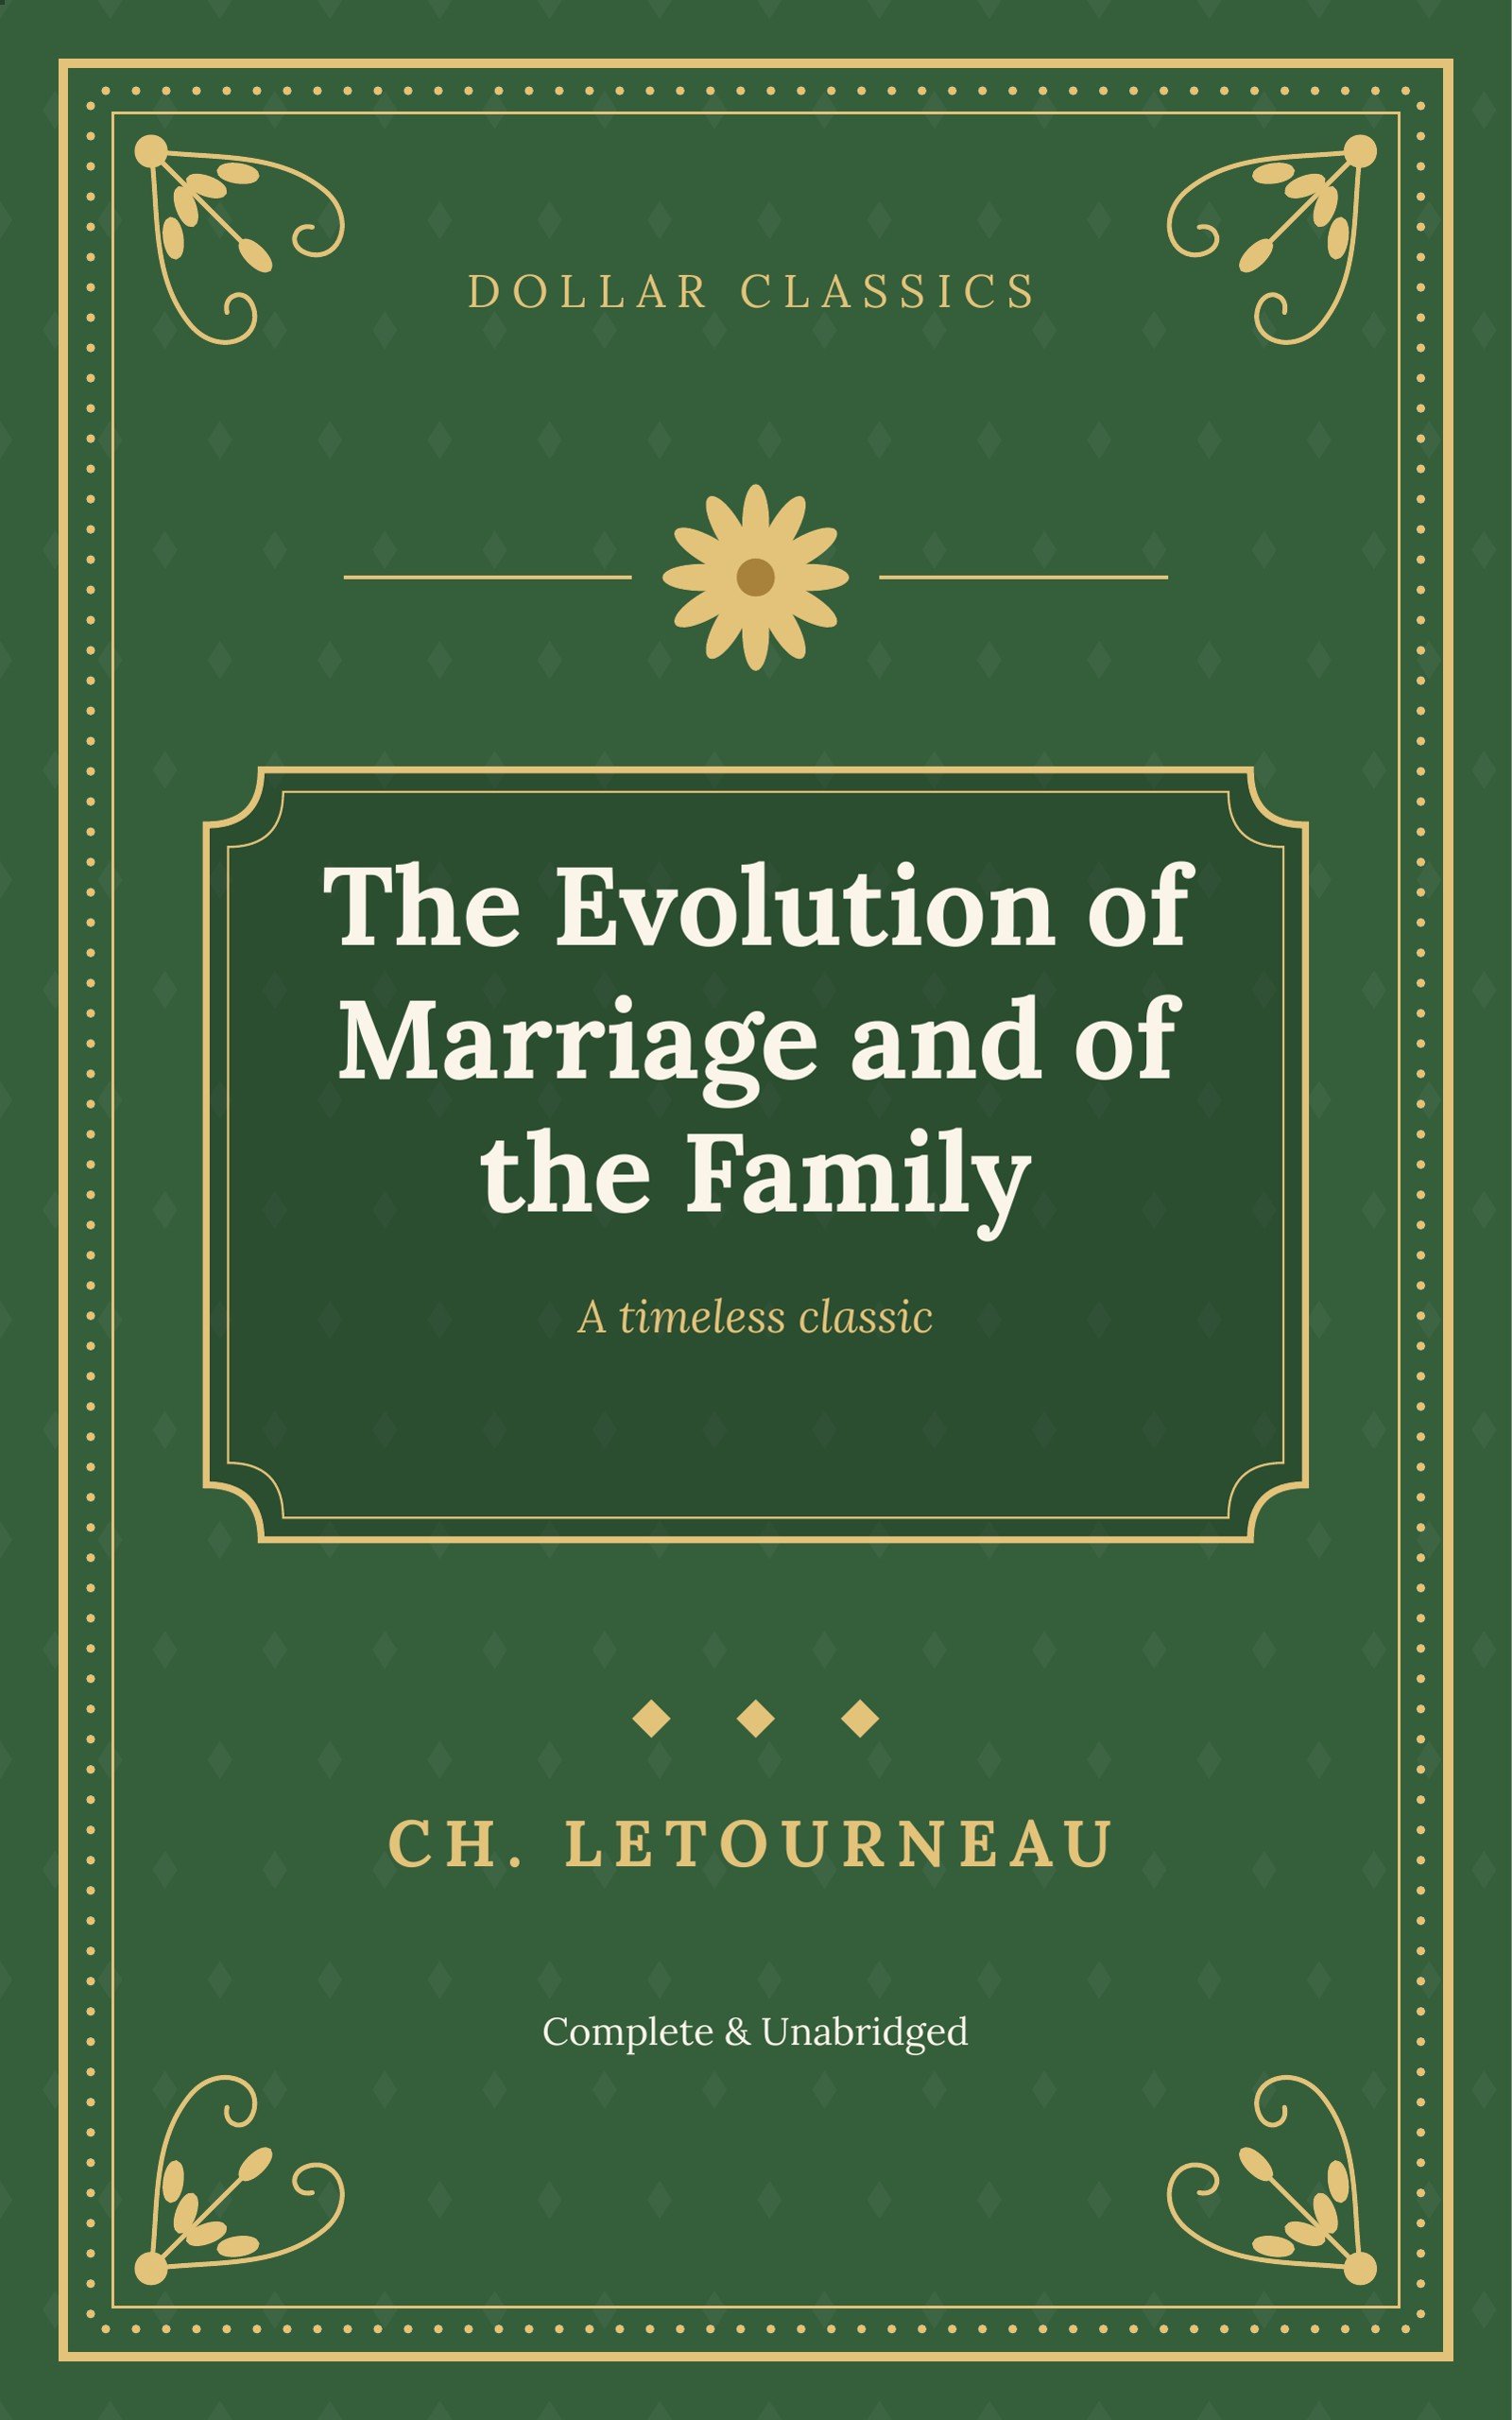 DOLLAR CLASSICS
The Evolution of
Marriage and of
the Family
A timeless classic
CH. LETOURNEAU
Complete & Unabridged